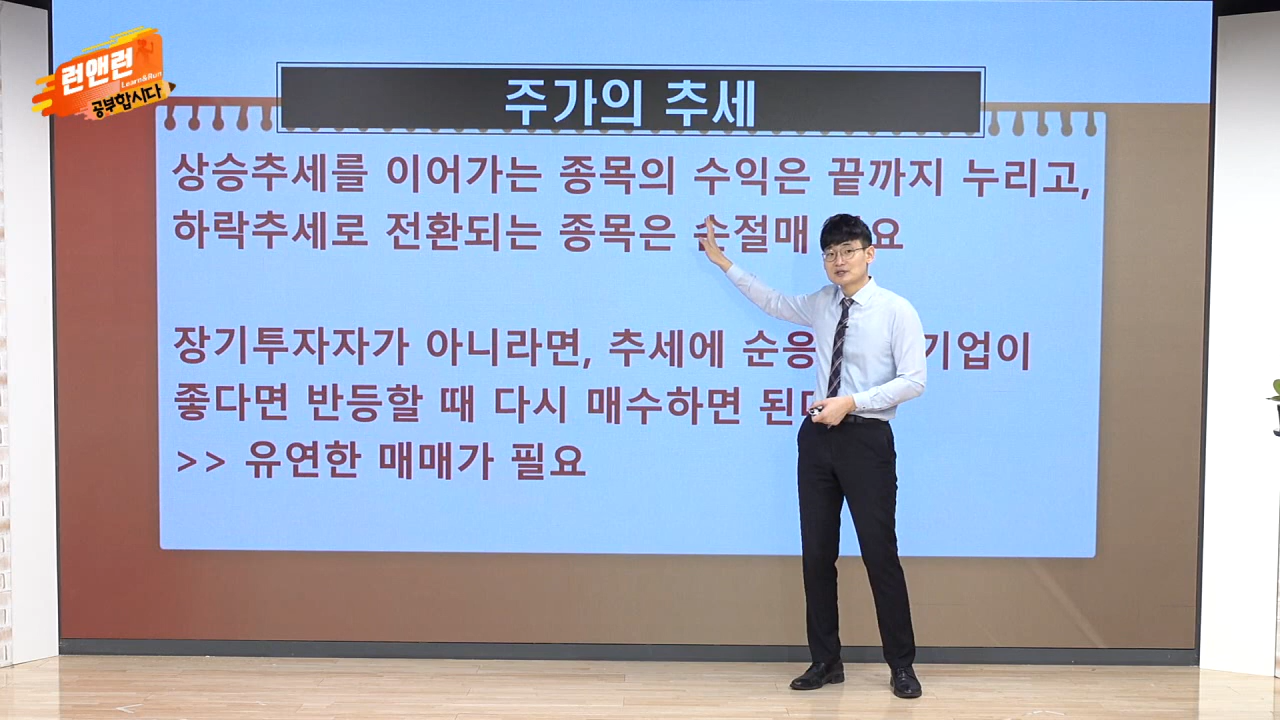 런앤런
Learn&Run
공부합시다
주가의 추세
상승추세를 이어가는 종목의 수익은 끝까지 누리고,
하락추세로 전환되는 종목은 손절매
장기투자자가 아니라면, 추세에 기업이
좋다면 반등할 때 다시 매수하면
>> 유연한 매매가 필요